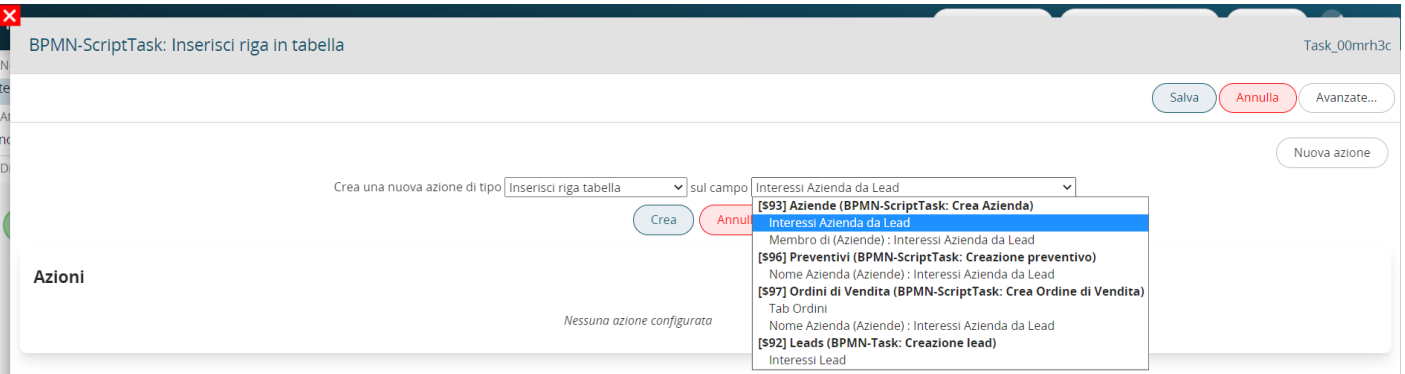 BPMN-ScriptTask: Inserisci riga in tabella
Task_00mrh3c
Salva
Annulla
Avanzate...
Nuova azione
Crea una nuova azione di tipo Inserisci riga tabella sul campo Interessi Azienda da Lead
Crea
[$93] Aziende (BPMN-ScriptTask: Crea Azienda)
Interessi Azienda da Lead
Membro di (Aziende) : Interessi Azienda da Lead
[$96] Preventivi (BPMN-ScriptTask: Creazione preventivo)
Nome Azienda (Aziende) : Interessi Azienda da Lead
[$97] Ordini di Vendita (BPMN-ScriptTask: Crea Ordine di Vendita)
Tab Ordini
Nome Azienda (Aziende) : Interessi Azienda da Lead
[$92] Leads (BPMN-Task: Creazione lead)
Interessi Lead
Azioni
Nessuna azione configurata